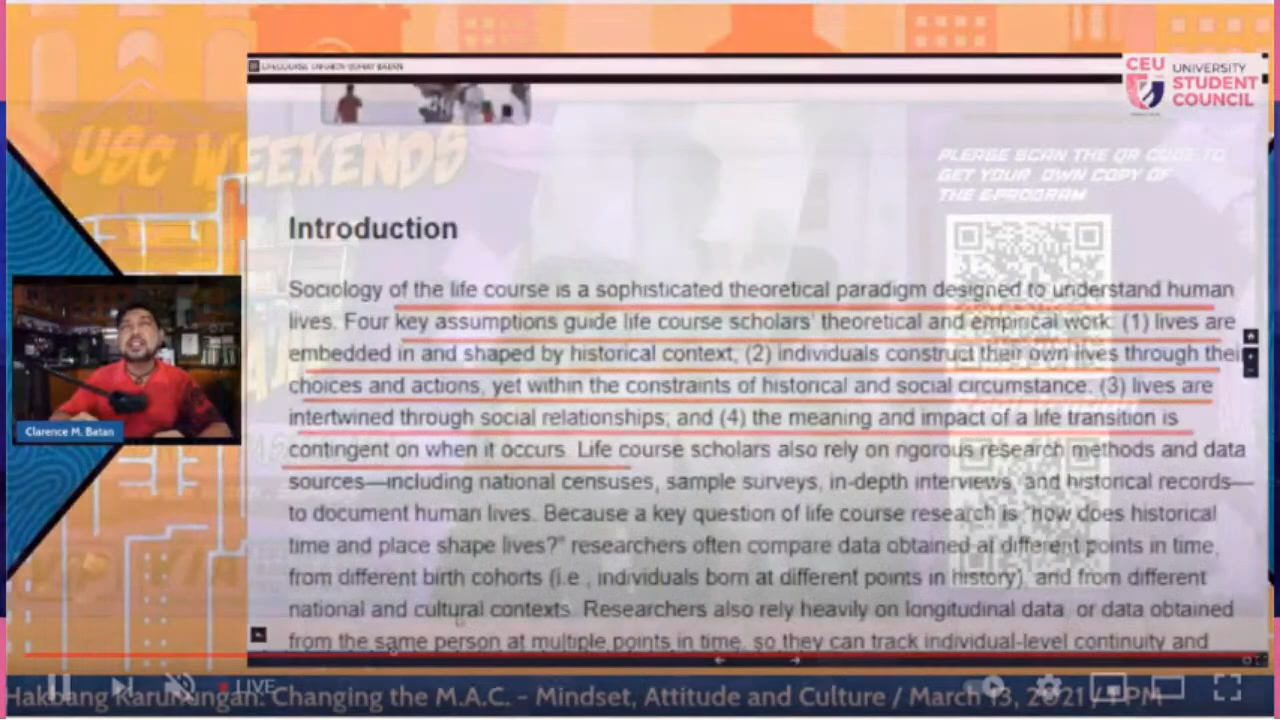 CEU UNIVERSITY
STUDENT
COUNCIL
USC WEEKENDS
PLEASE SCAN THE QR CODE TO
GET YOUR OWN COPY OF
THE E-PROGRAM
Introduction
Sociology of the life course is a sophisticated theoretical paradigm designed to understand human
lives. Four key assumptions guide life course scholars' theoretical and empirical work: (1) lives are
embedded in and shaped by historical context, (2) individuals construct their own lives through their
choices and actions, yet within the constraints of historical and social circumstance. (3) lives are
intertwined through social relationships, and (4) the meaning and impact of a life transition is
contingent on when it occurs. Life course scholars also rely on rigorous research methods and data
sources—including national censuses, sample surveys, in-depth interviews, and historical records—
to document human lives. Because a key question of life course research is "how does historical
time and place shape lives?" researchers often compare data obtained at different points in time,
from different birth cohorts (i.e., individuals born at different points in history), and from different
national and cultural contexts. Researchers also rely heavily on longitudinal data, or data obtained
from the same person at multiple points in time, so they can track individual-level continuity and
Clarence M. Batan
LIVE
Hakbang Karunungan: Changing the M.A.C. - Mindset, Attitude and Culture / March 13, 2021 / 1 PM